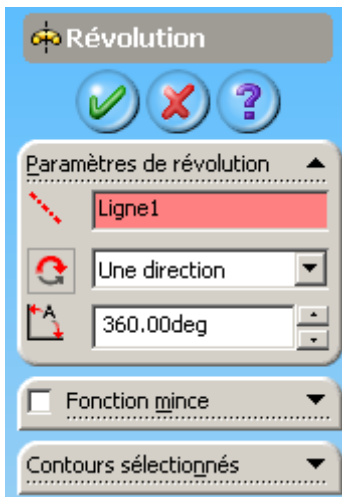 Révolution
Paramètres de révolution
Ligne1
Une direction
A
360.00deg
Fonction mince
Contours sélectionnés